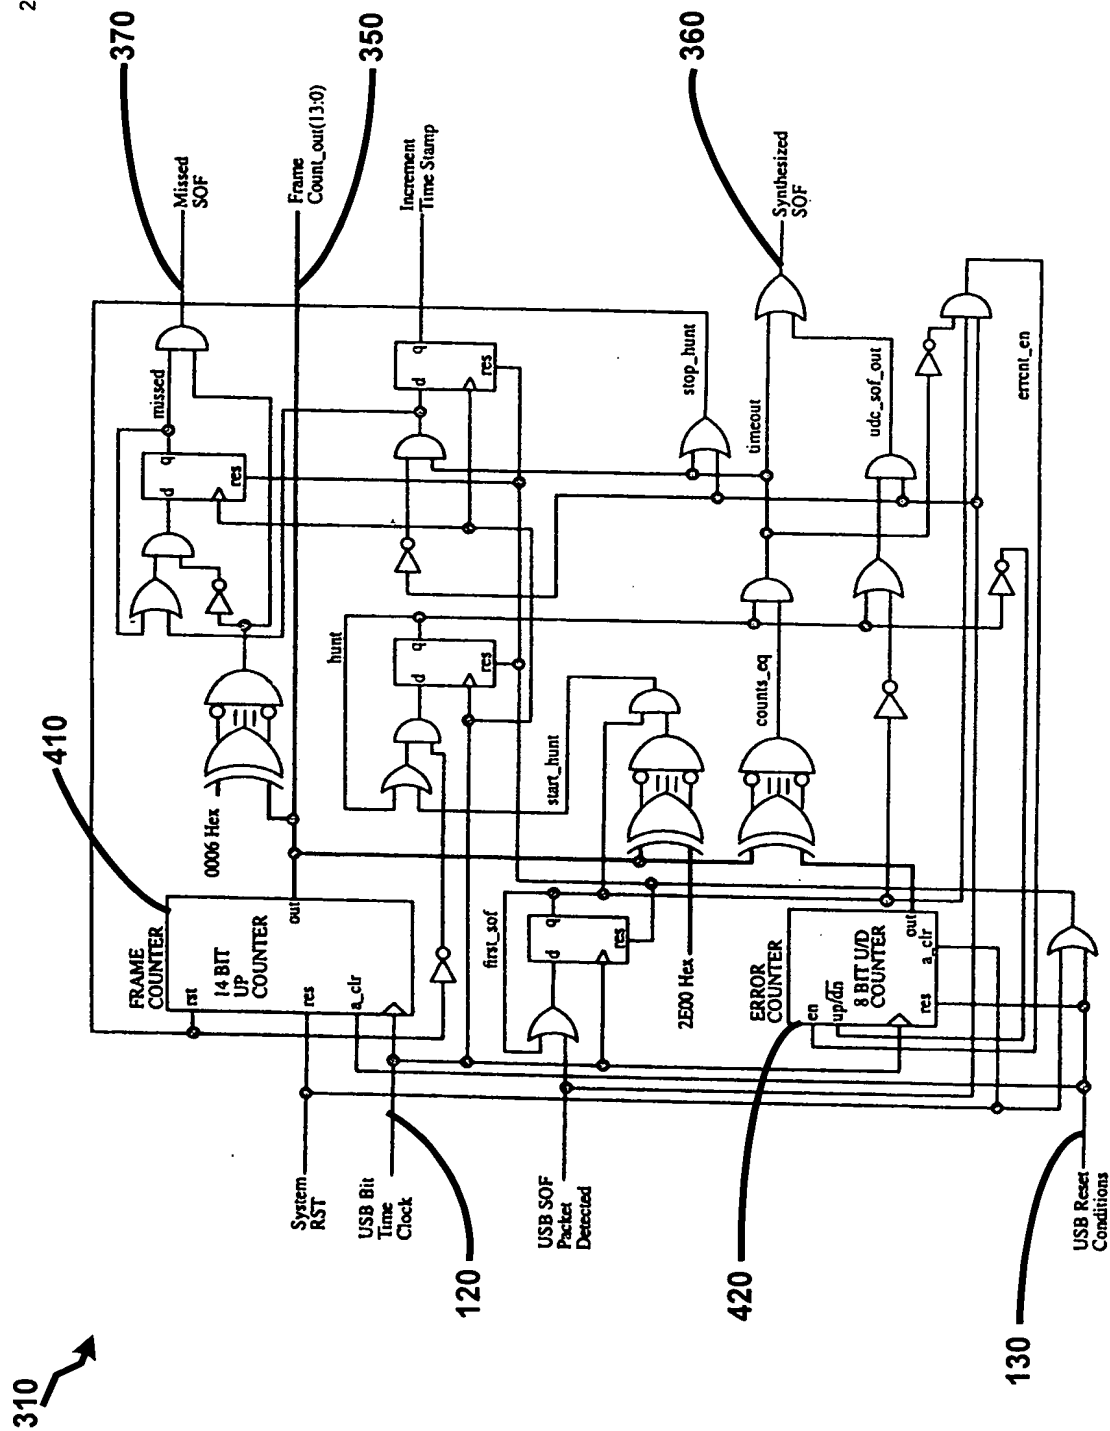 2
370
350
360
Missed
SOF
Frame
Count_out(13:0)
Increment
Time Stamp
Synthesized
SOF
missed
q
d
res
q
d
res
stop_hunt
timeout
udc_sof_out
errcnt_en
hunt
q
d
res
410
0006 Hex
start_hunt
counts_eq
FRAME
COUNTER
14 BIT
UP
COUNTER
out
rst
res
a_clr
first_sof
q
d
res
2E00 Hex
ERROR
COUNTER
8 BIT U/D
COUNTER
out
a_clr
en
up/dn
res
System
RST
USB Bit
Time
Clock
USB SOF
Packet
Detected
USB Reset
Conditions
120
420
130
310